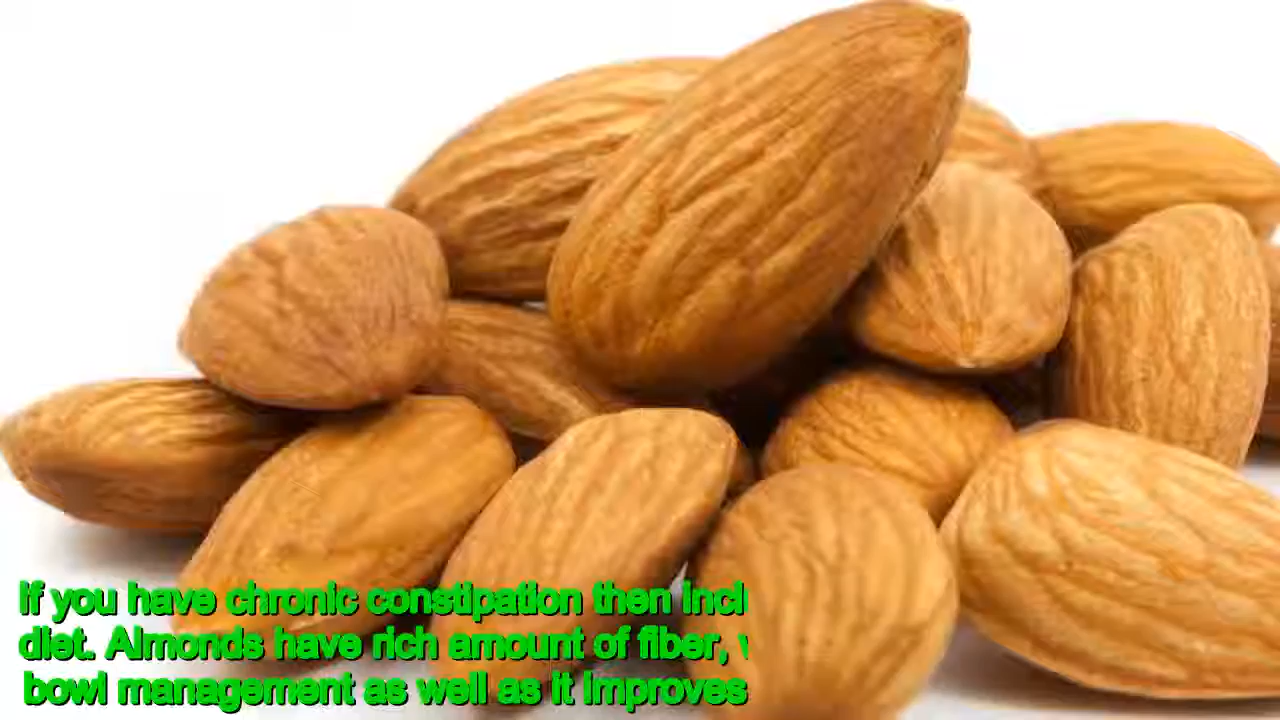 If you have chronic constipation then incl
diet. Almonds have rich amount of fiber,
bowl management as well as it improves